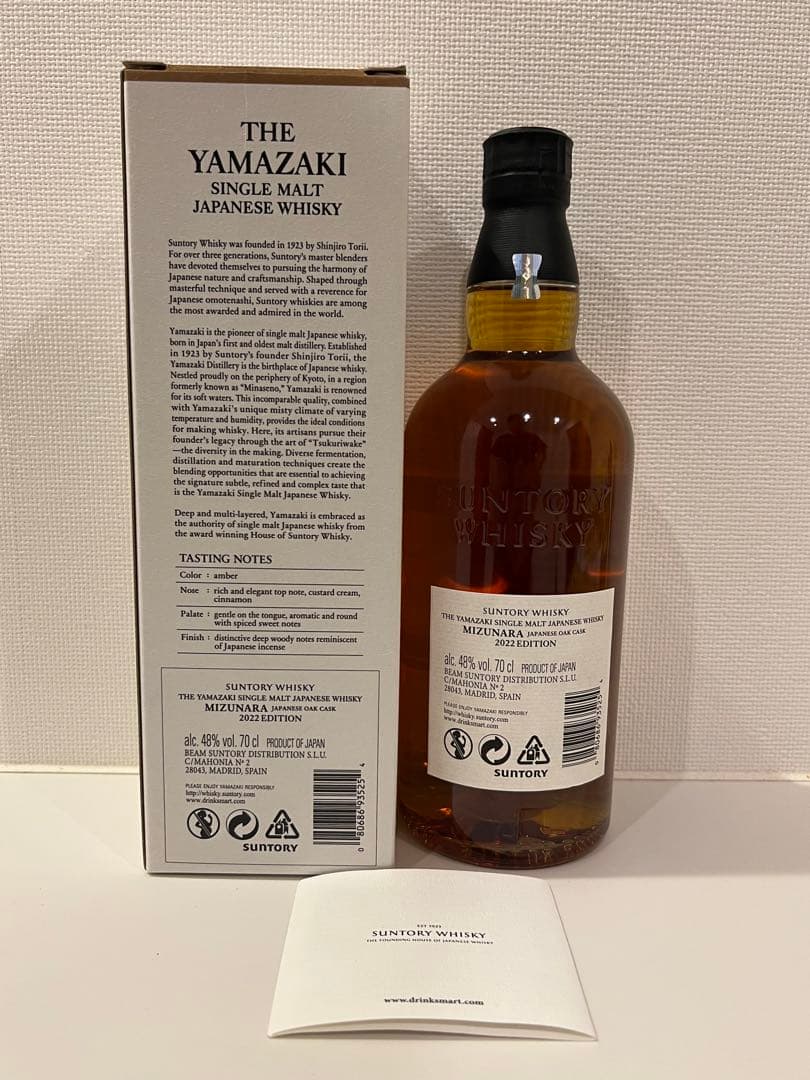 THE
YAMAZAKI
SINGLE MALT
JAPANESE WHISKY
Suntory Whisky was founded in 1923 by Shinjiro Torii.
For over three generations, Suntory's master blenders
have devoted themselves to pursuing the harmony of
Japanese nature and craftsmanship. Shaped through
masterful technique and served with a reverence for
Japanese omotenashi, Suntory whiskies are among
the most awarded and admired in the world.
Yamazaki is the pioneer of single malt Japanese whisky,
born in Japan's first and oldest malt distillery. Established
in 1923 by Suntory's founder Shinjiro Torii, the
Yamazaki Distillery is the birthplace of Japanese whisky.
Nestled proudly on the periphery of Kyoto, in a region
formerly known as "Minaseno," Yamazaki is renowned
for its soft waters. This incomparable quality, combined
with Yamazaki's unique misty climate of varying
temperature and humidity, provides the ideal conditions
for making whisky. Here, its artisans pursue their
founder's legacy through the art of "Tsukuriwake"
—the diversity in the making. Diverse fermentation,
distillation and maturation techniques create the
blending opportunities that are essential to achieving
the signature subtle, refined and complex taste that
is the Yamazaki Single Malt Japanese Whisky.
Deep and multi-layered, Yamazaki is embraced as
the authority of single malt Japanese whisky from
the award winning House of Suntory Whisky.
TASTING NOTES
Color : amber
Nose : rich and elegant top note, custard cream,
cinnamon
Palate : gentle on the tongue, aromatic and round
with spiced sweet notes
Finish : distinctive deep woody notes reminiscent
of Japanese incense
SUNTORY WHISKY
THE YAMAZAKI SINGLE MALT JAPANESE WHISKY
MIZUNARA JAPANESE OAK CASK
2022 EDITION
alc. 48% vol. 70 cl PRODUCT OF JAPAN
BEAM SUNTORY DISTRIBUTION S.L.U.
C/MAHONIA Nº 2
28043, MADRID, SPAIN
PLEASE ENJOY YAMAZAKI RESPONSIBLY
http://whisky.suntory.com
www.drinksmart.com
SUNTORY
0 80686 93525 4
SUNTORY
WHISKY
SUNTORY WHISKY
THE YAMAZAKI SINGLE MALT JAPANESE WHISKY
MIZUNARA JAPANESE OAK CASK
2022 EDITION
alc. 48% vol. 70 cl PRODUCT OF JAPAN
BEAM SUNTORY DISTRIBUTION S.L.U.
C/MAHONIA Nº 2
28043, MADRID, SPAIN
PLEASE ENJOY YAMAZAKI RESPONSIBLY
http://whisky.suntory.com
www.drinksmart.com
SUNTORY
0 80686 93525 4
EST 1923
SUNTORY WHISKY
THE FOUNDING HOUSE OF JAPANESE WHISKY
www.drinksmart.com